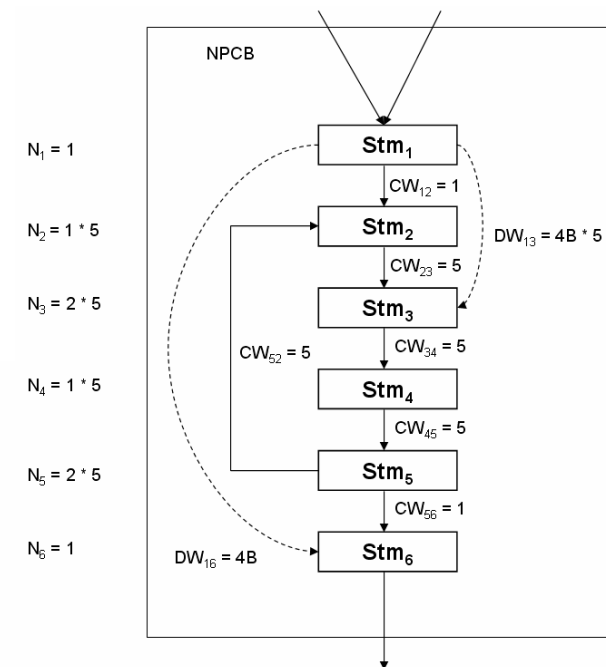 NPCB
N₁ = 1
Stm₁
CW₁₂ = 1
N₂ = 1 * 5
Stm₂
DW₁₃ = 4B * 5
CW₂₃ = 5
N₃ = 2 * 5
Stm₃
CW₅₂ = 5
CW₃₄ = 5
N₄ = 1 * 5
Stm₄
CW₄₅ = 5
N₅ = 2 * 5
Stm₅
CW₅₆ = 1
N₆ = 1
DW₁₆ = 4B
Stm₆